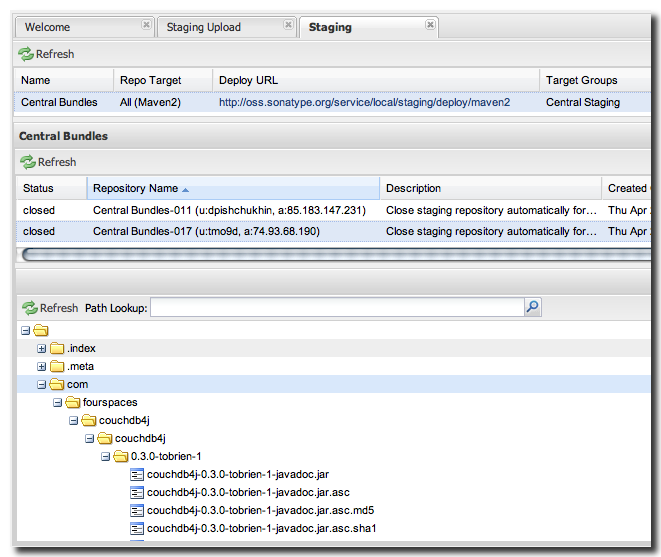 Welcome Staging Upload Staging
Refresh
Name Repo Target Deploy URL Target Groups
Central Bundles All (Maven2) http://oss.sonatype.org/service/local/staging/deploy/maven2 Central Staging
Central Bundles
Refresh
Status Repository Name Description Created
closed Central Bundles-011 (u:dpishchukhin, a:85.183.147.231) Close staging repository automatically for... Thu Apr
closed Central Bundles-017 (u:tmo9d, a:74.93.68.190) Close staging repository automatically for... Thu Apr
Refresh Path Lookup:
.index
.meta
com
fourspaces
couchdb4j
couchdb4j
0.3.0-tobrien-1
couchdb4j-0.3.0-tobrien-1-javadoc.jar
couchdb4j-0.3.0-tobrien-1-javadoc.jar.asc
couchdb4j-0.3.0-tobrien-1-javadoc.jar.asc.md5
couchdb4j-0.3.0-tobrien-1-javadoc.jar.asc.sha1